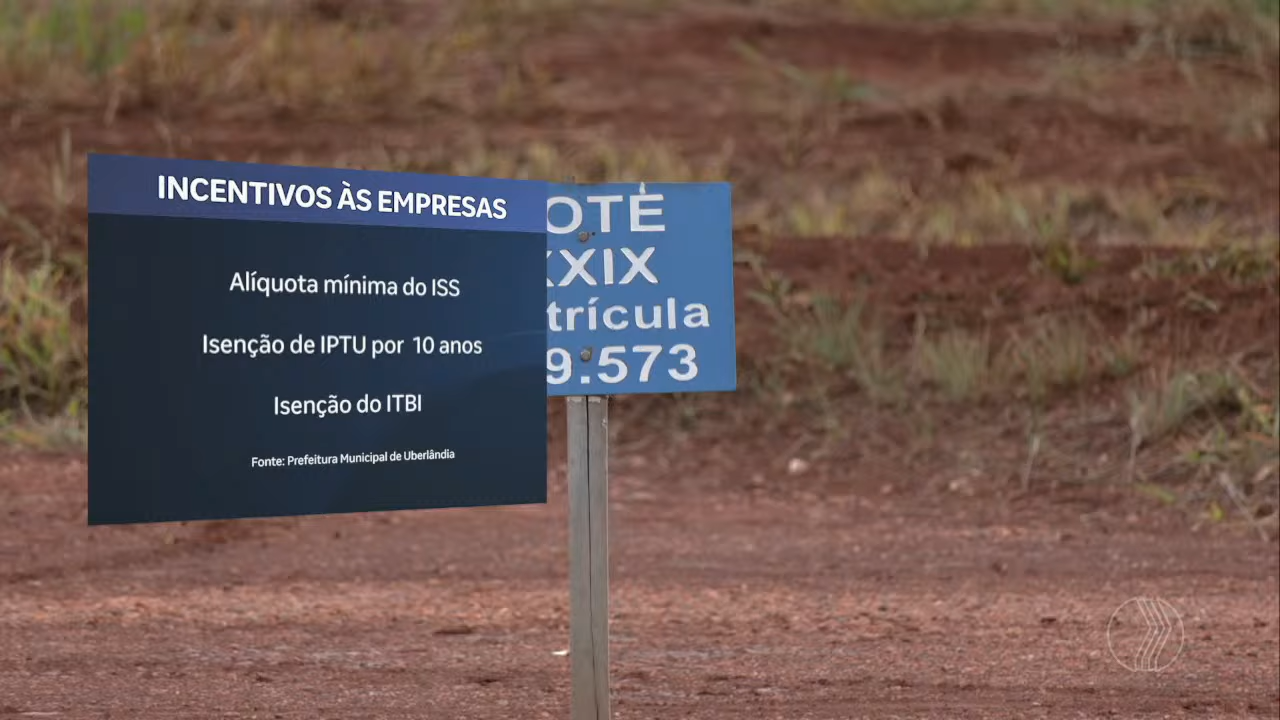 INCENTIVOS ÀS EMPRESAS
Alíquota mínima do ISS
Isenção de IPTU por 10 anos
Isenção do ITBI
Fonte: Prefeitura Municipal de Uberlândia
OTE
XXIX
trícula
9.573